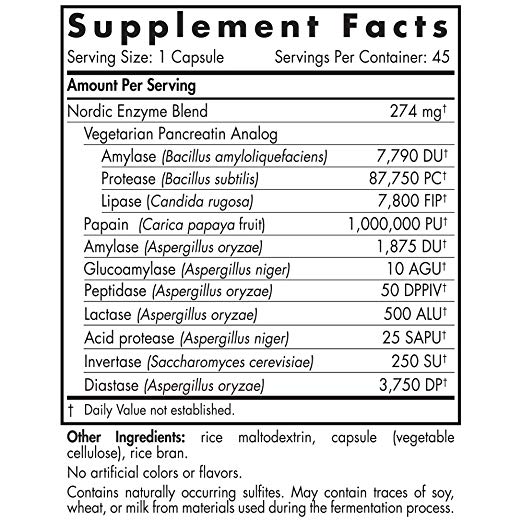 Supplement Facts
Serving Size: 1 Capsule Servings Per Container: 45
Amount Per Serving
Nordic Enzyme Blend 274 mg†
Vegetarian Pancreatin Analog
Amylase (Bacillus amyloliquefaciens) 7,790 DU†
Protease (Bacillus subtilis) 87,750 PC†
Lipase (Candida rugosa) 7,800 FIP†
Papain (Carica papaya fruit) 1,000,000 PU†
Amylase (Aspergillus oryzae) 1,875 DU†
Glucoamylase (Aspergillus niger) 10 AGU†
Peptidase (Aspergillus oryzae) 50 DPPIV†
Lactase (Aspergillus oryzae) 500 ALU†
Acid protease (Aspergillus niger) 25 SAPU†
Invertase (Saccharomyces cerevisiae) 250 SU†
Diastase (Aspergillus oryzae) 3,750 DP†
† Daily Value not established.
Other Ingredients: rice maltodextrin, capsule (vegetable
cellulose), rice bran.
No artificial colors or flavors.
Contains naturally occurring sulfites. May contain traces of soy,
wheat, or milk from materials used during the fermentation process.